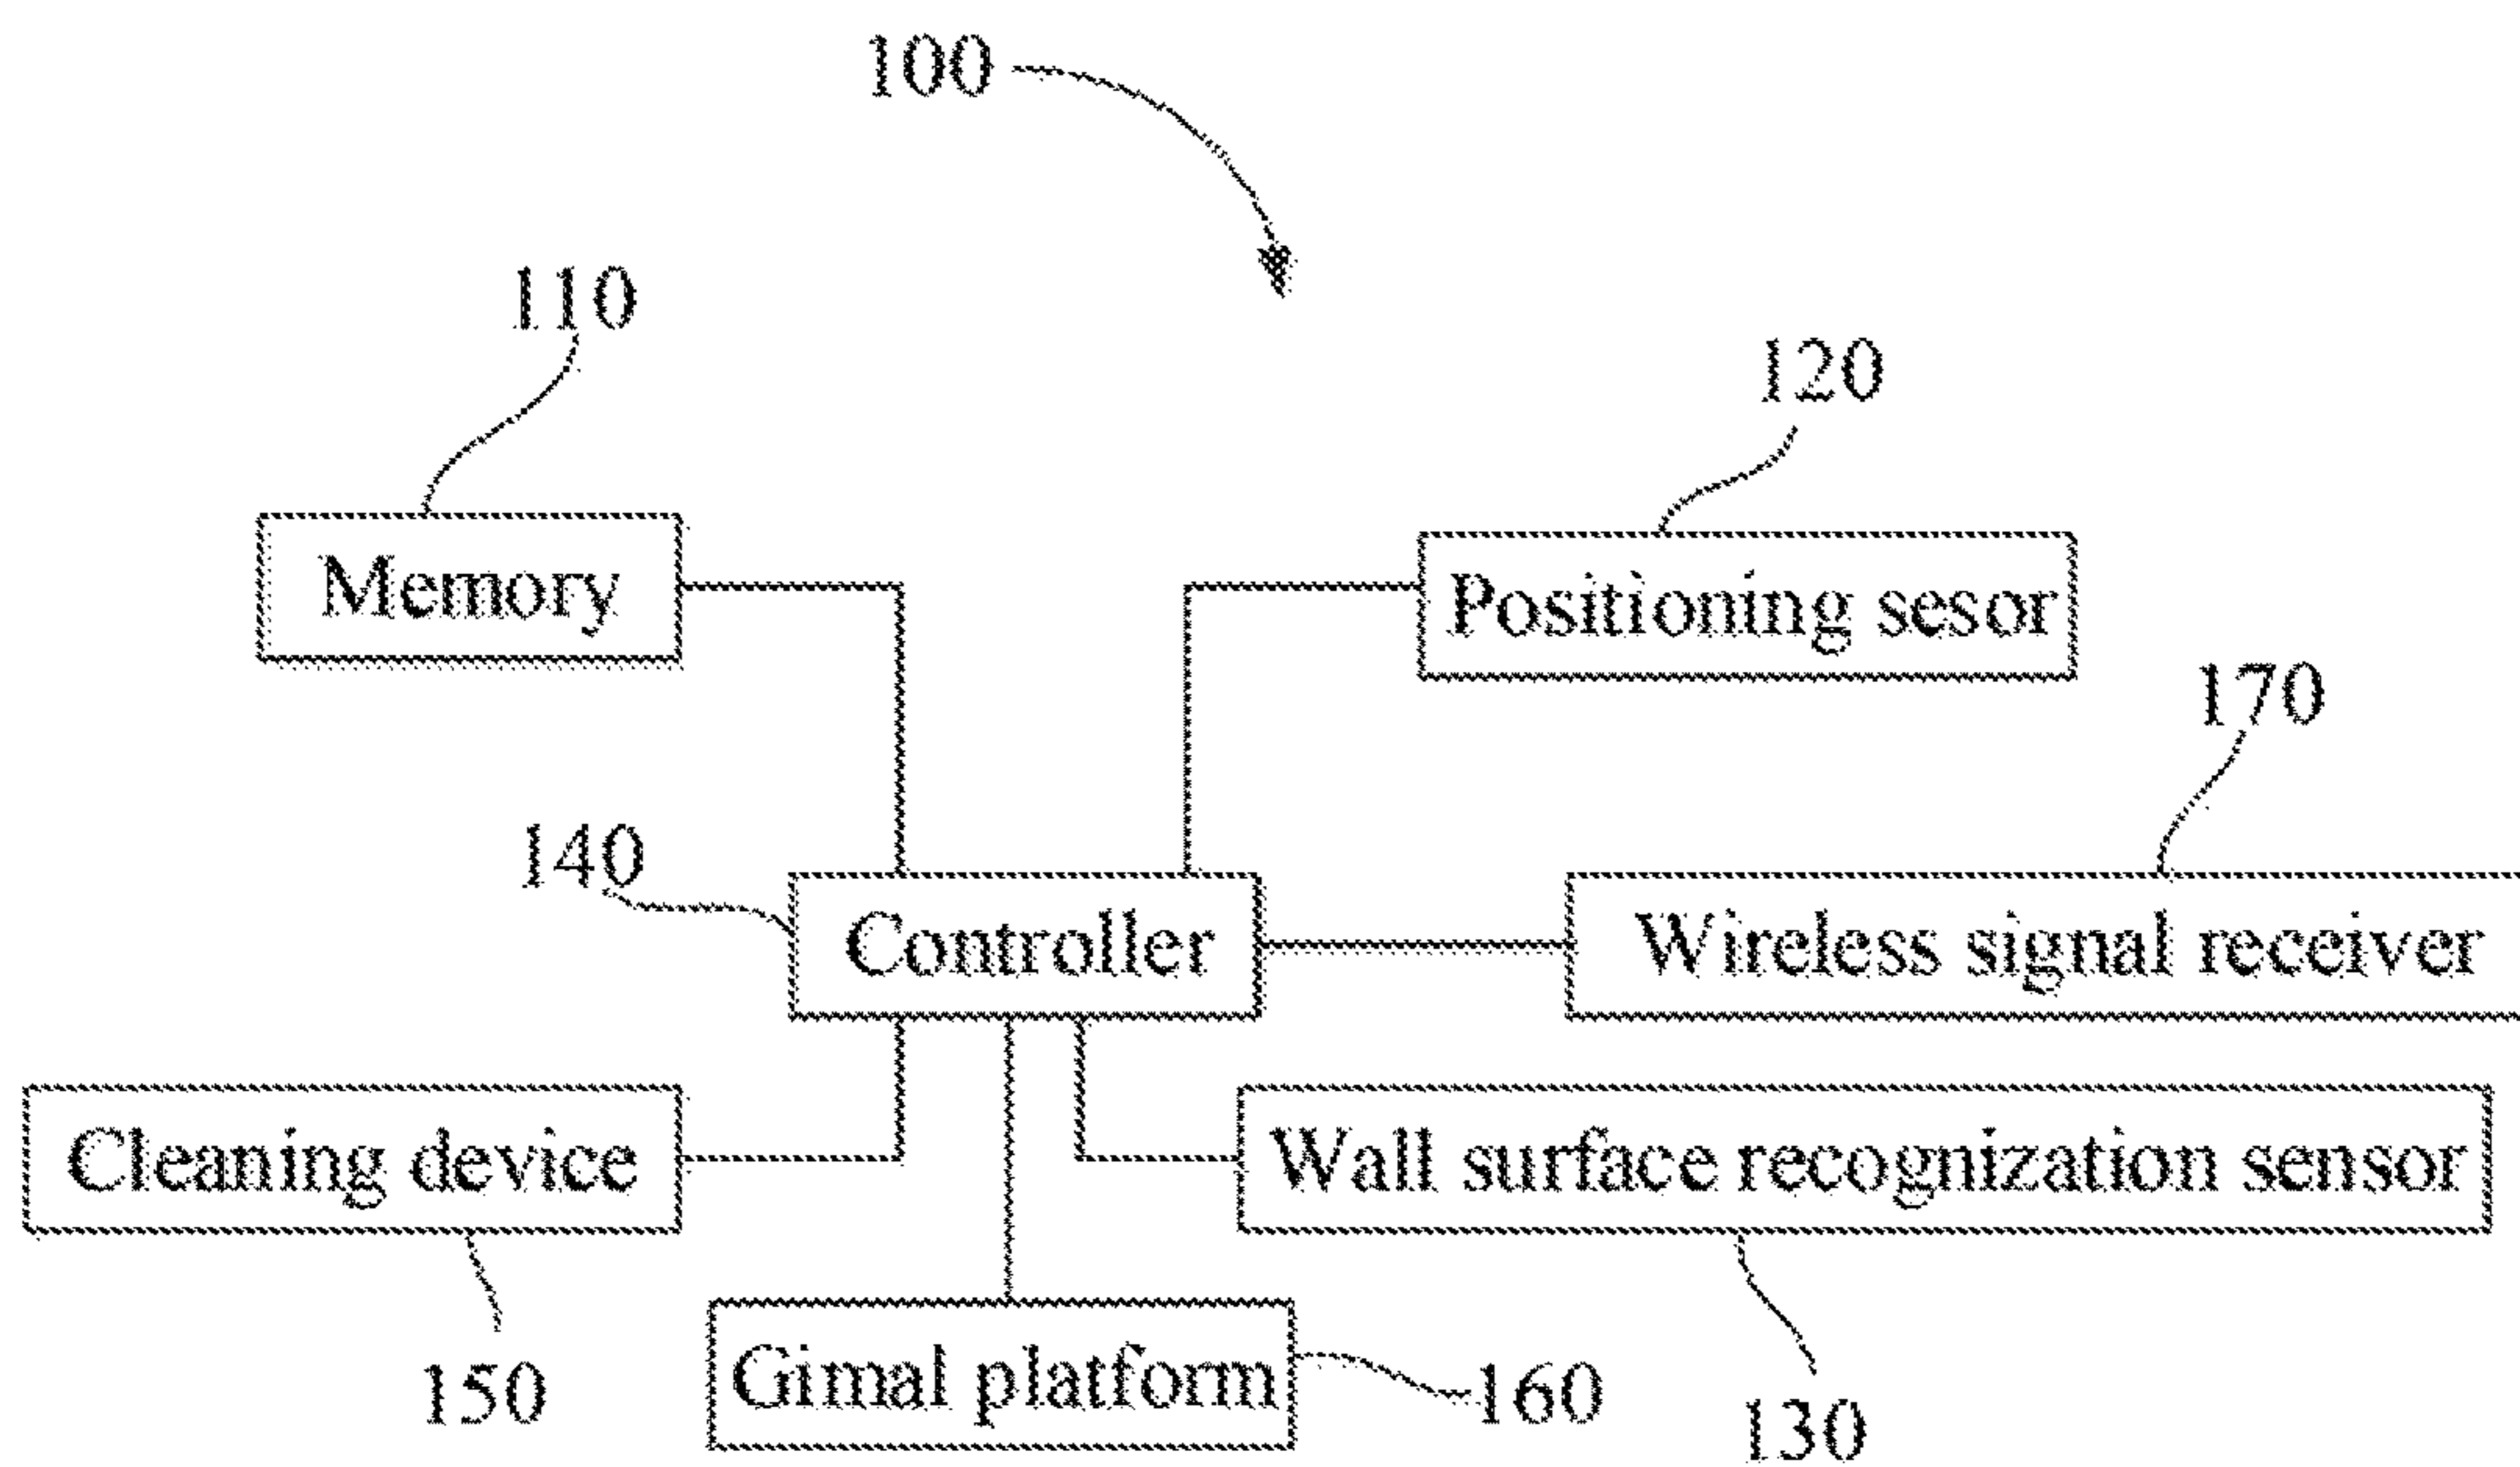 100
110
120
Memory
Positioning sesor
170
140
Controller
Wireless signal receiver
Cleaning device
Wall surface recognization sensor
Gimal platform
150
160
130